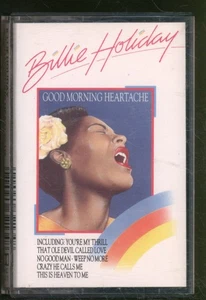 Billie Holiday
GOOD MORNING HEARTACHE
INCLUDING: YOU'RE MY THRILL
THAT OLE DEVIL CALLED LOVE
NO GOOD MAN · WEEP NO MORE
CRAZY HE CALLS ME
THIS IS HEAVEN TO ME